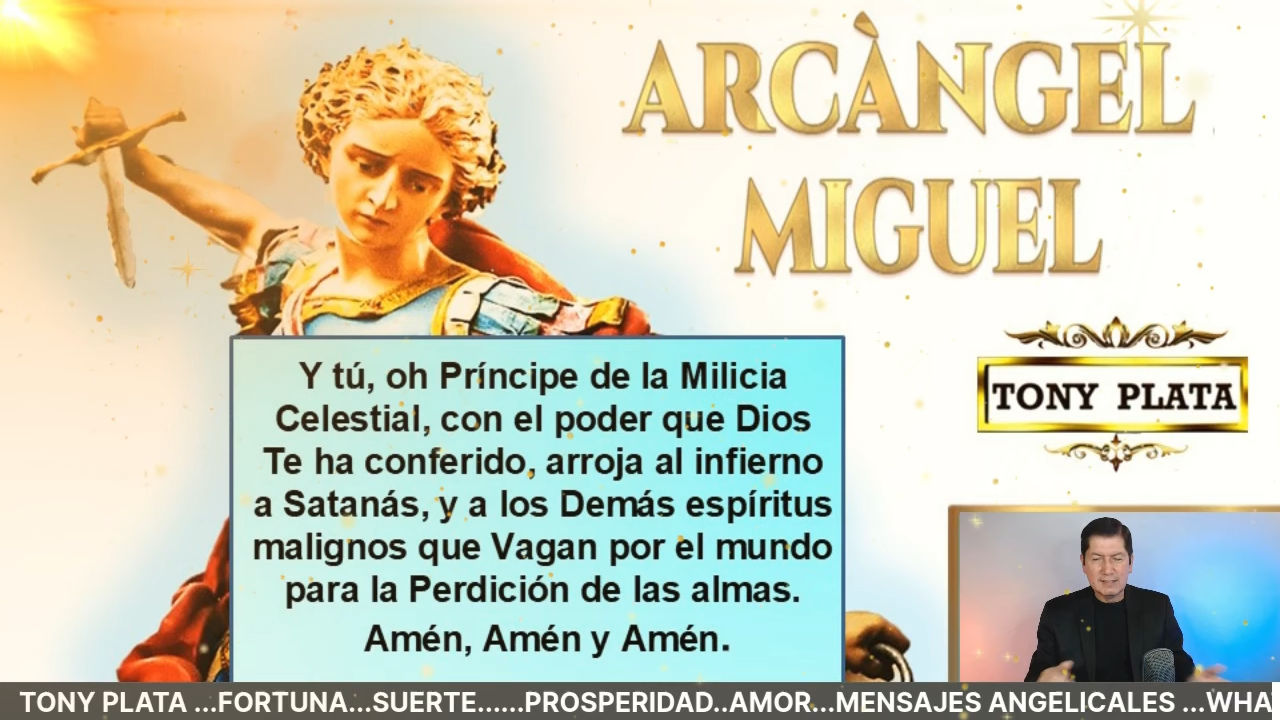 ARCÀNGEL
MIGUEL
TONY PLATA
Y tú, oh Príncipe de la Milicia
Celestial, con el poder que Dios
Te ha conferido, arroja al infierno
a Satanás, y a los Demás espíritus
malignos que Vagan por el mundo
para la Perdición de las almas.
Amén, Amén y Amén.
TONY PLATA ...FORTUNA...SUERTE......PROSPERIDAD..AMOR...MENSAJES ANGELICALES ...WHA